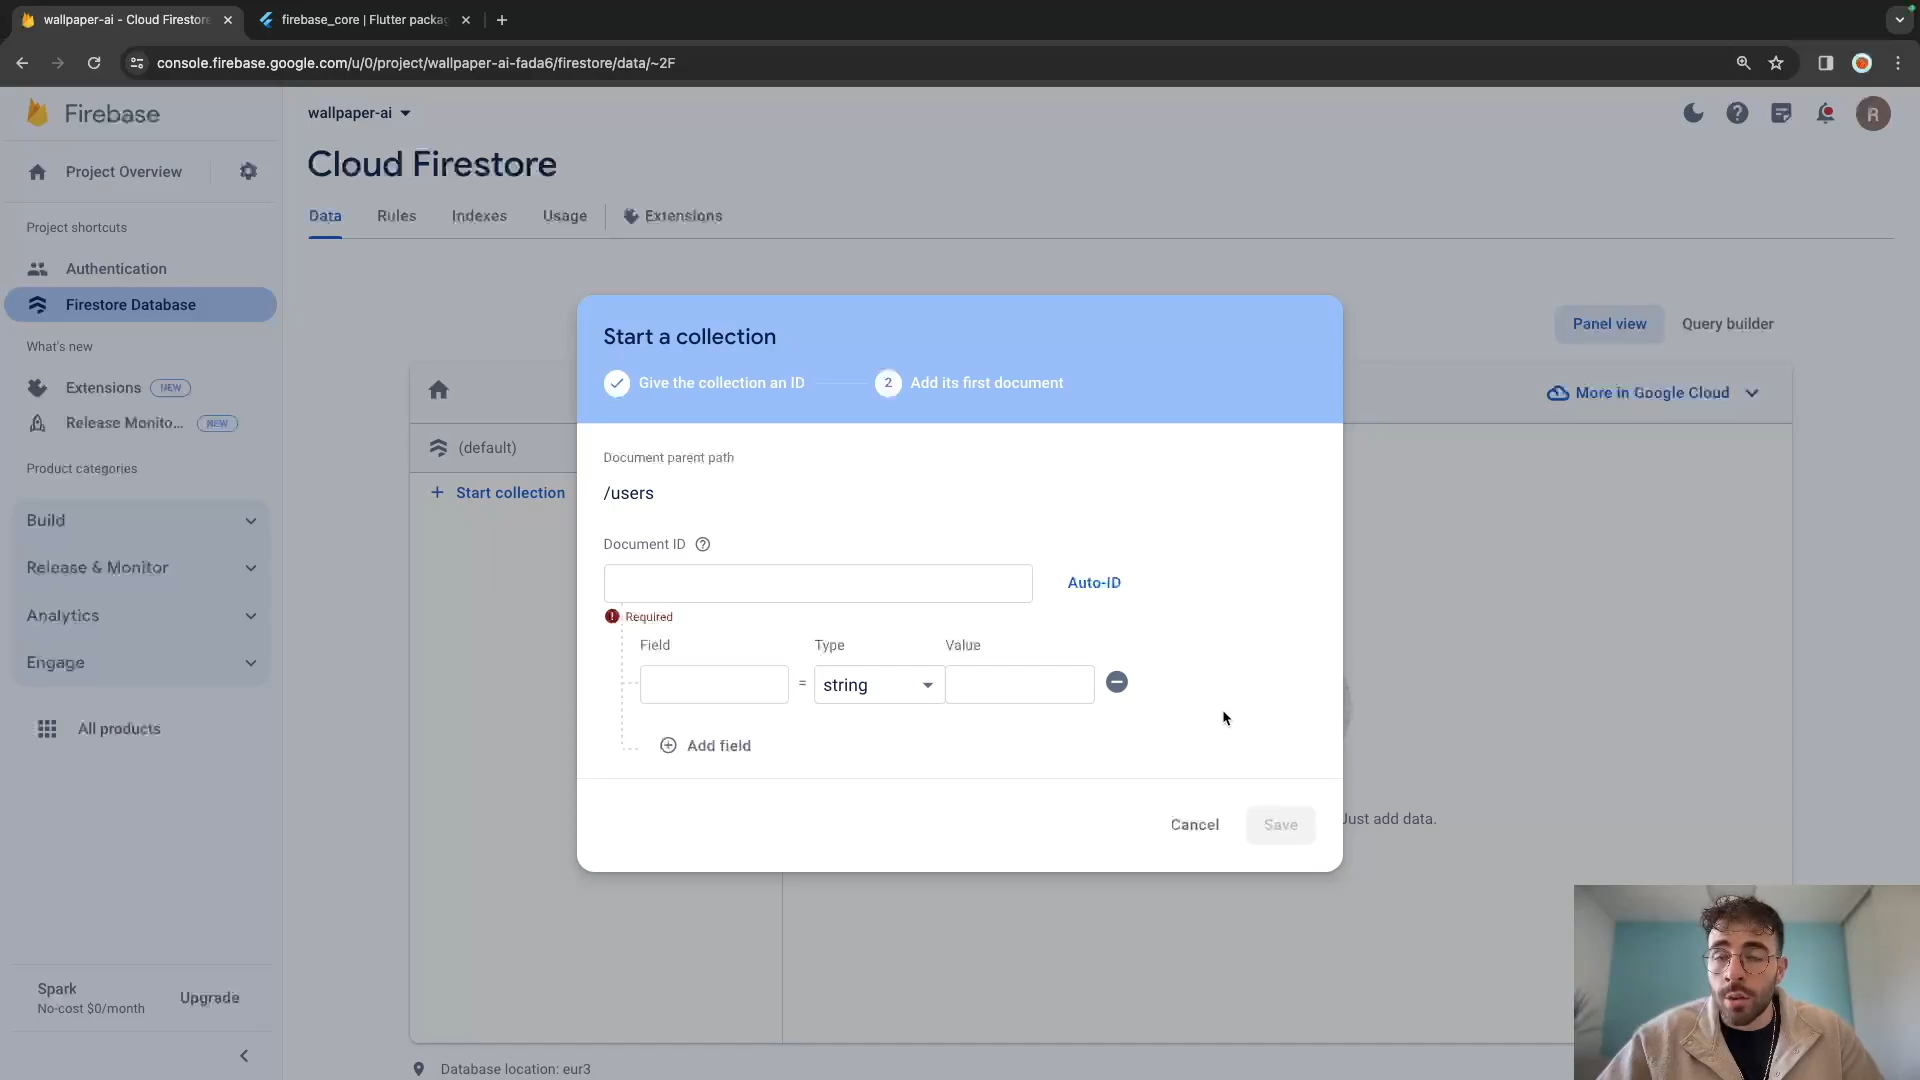 wallpaper-ai - Cloud Firestore
firebase_core | Flutter packag
console.firebase.google.com/u/0/project/wallpaper-ai-fada6/firestore/data/~2F
Firebase
wallpaper-ai
R
Project Overview
Cloud Firestore
Data
Rules
Indexes
Usage
Extensions
Project shortcuts
Authentication
Firestore Database
What's new
Extensions
NEW
Release Monito...
NEW
Product categories
Build
Release & Monitor
Analytics
Engage
All products
Spark
No-cost $0/month
Upgrade
Panel view
Query builder
More in Google Cloud
(default)
Start collection
Start a collection
Give the collection an ID
2
Add its first document
Document parent path
/users
Document ID
Auto-ID
Required
Field
Type
Value
=
string
Add field
Cancel
Save
Just add data.
Database location: eur3